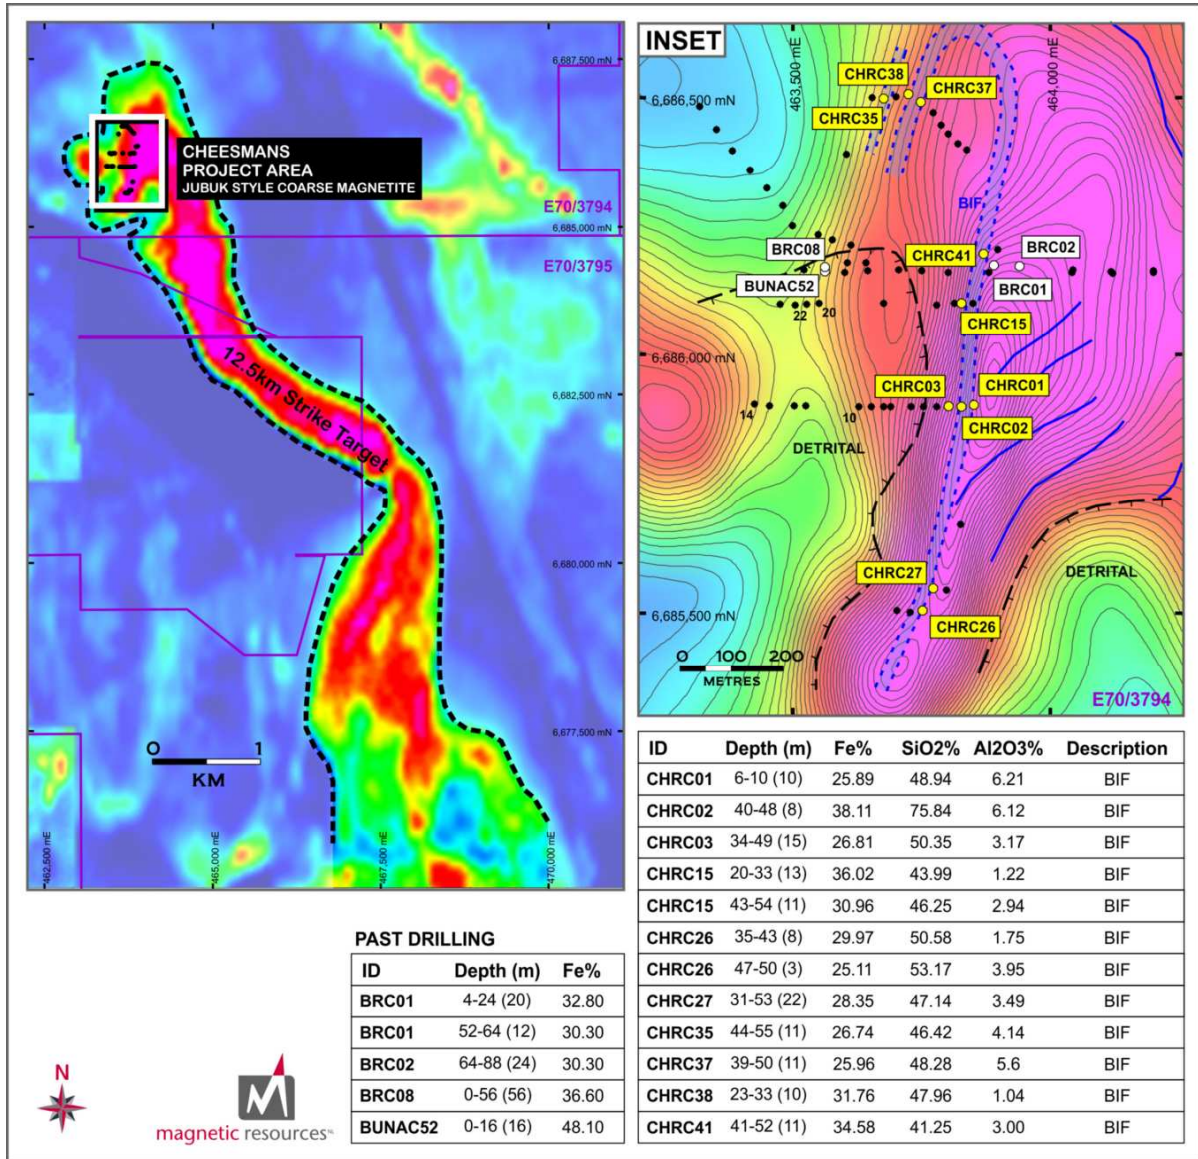 6,687,500 mN
CHEESMANS
PROJECT AREA
JUBUK STYLE COARSE MAGNETITE
E70/3794
6,685,000 mN
E70/3795
12.5km Strike Target
6,682,500 mN
6,680,000 mN
6,677,500 mN
0 1
KM
462,500 mE
465,000 mE
467,500 mE
470,000 mE
INSET
463,500 mE
464,000 mE
6,686,500 mN
CHRC38
CHRC37
CHRC35
BIF
BRC08
CHRC41
BRC02
BUNAC52
BRC01
22 20
CHRC15
6,686,000 mN
CHRC03
CHRC01
14
10
CHRC02
DETRITAL
CHRC27
DETRITAL
6,685,500 mN
CHRC26
0 100 200
METRES
E70/3794
ID Depth (m) Fe% SiO2% Al2O3% Description
CHRC01 6-10 (10) 25.89 48.94 6.21 BIF
CHRC02 40-48 (8) 38.11 75.84 6.12 BIF
CHRC03 34-49 (15) 26.81 50.35 3.17 BIF
CHRC15 20-33 (13) 36.02 43.99 1.22 BIF
CHRC15 43-54 (11) 30.96 46.25 2.94 BIF
CHRC26 35-43 (8) 29.97 50.58 1.75 BIF
CHRC26 47-50 (3) 25.11 53.17 3.95 BIF
CHRC27 31-53 (22) 28.35 47.14 3.49 BIF
CHRC35 44-55 (11) 26.74 46.42 4.14 BIF
CHRC37 39-50 (11) 25.96 48.28 5.6 BIF
CHRC38 23-33 (10) 31.76 47.96 1.04 BIF
CHRC41 41-52 (11) 34.58 41.25 3.00 BIF
PAST DRILLING
ID Depth (m) Fe%
BRC01 4-24 (20) 32.80
BRC01 52-64 (12) 30.30
BRC02 64-88 (24) 30.30
BRC08 0-56 (56) 36.60
BUNAC52 0-16 (16) 48.10
N
magnetic resources